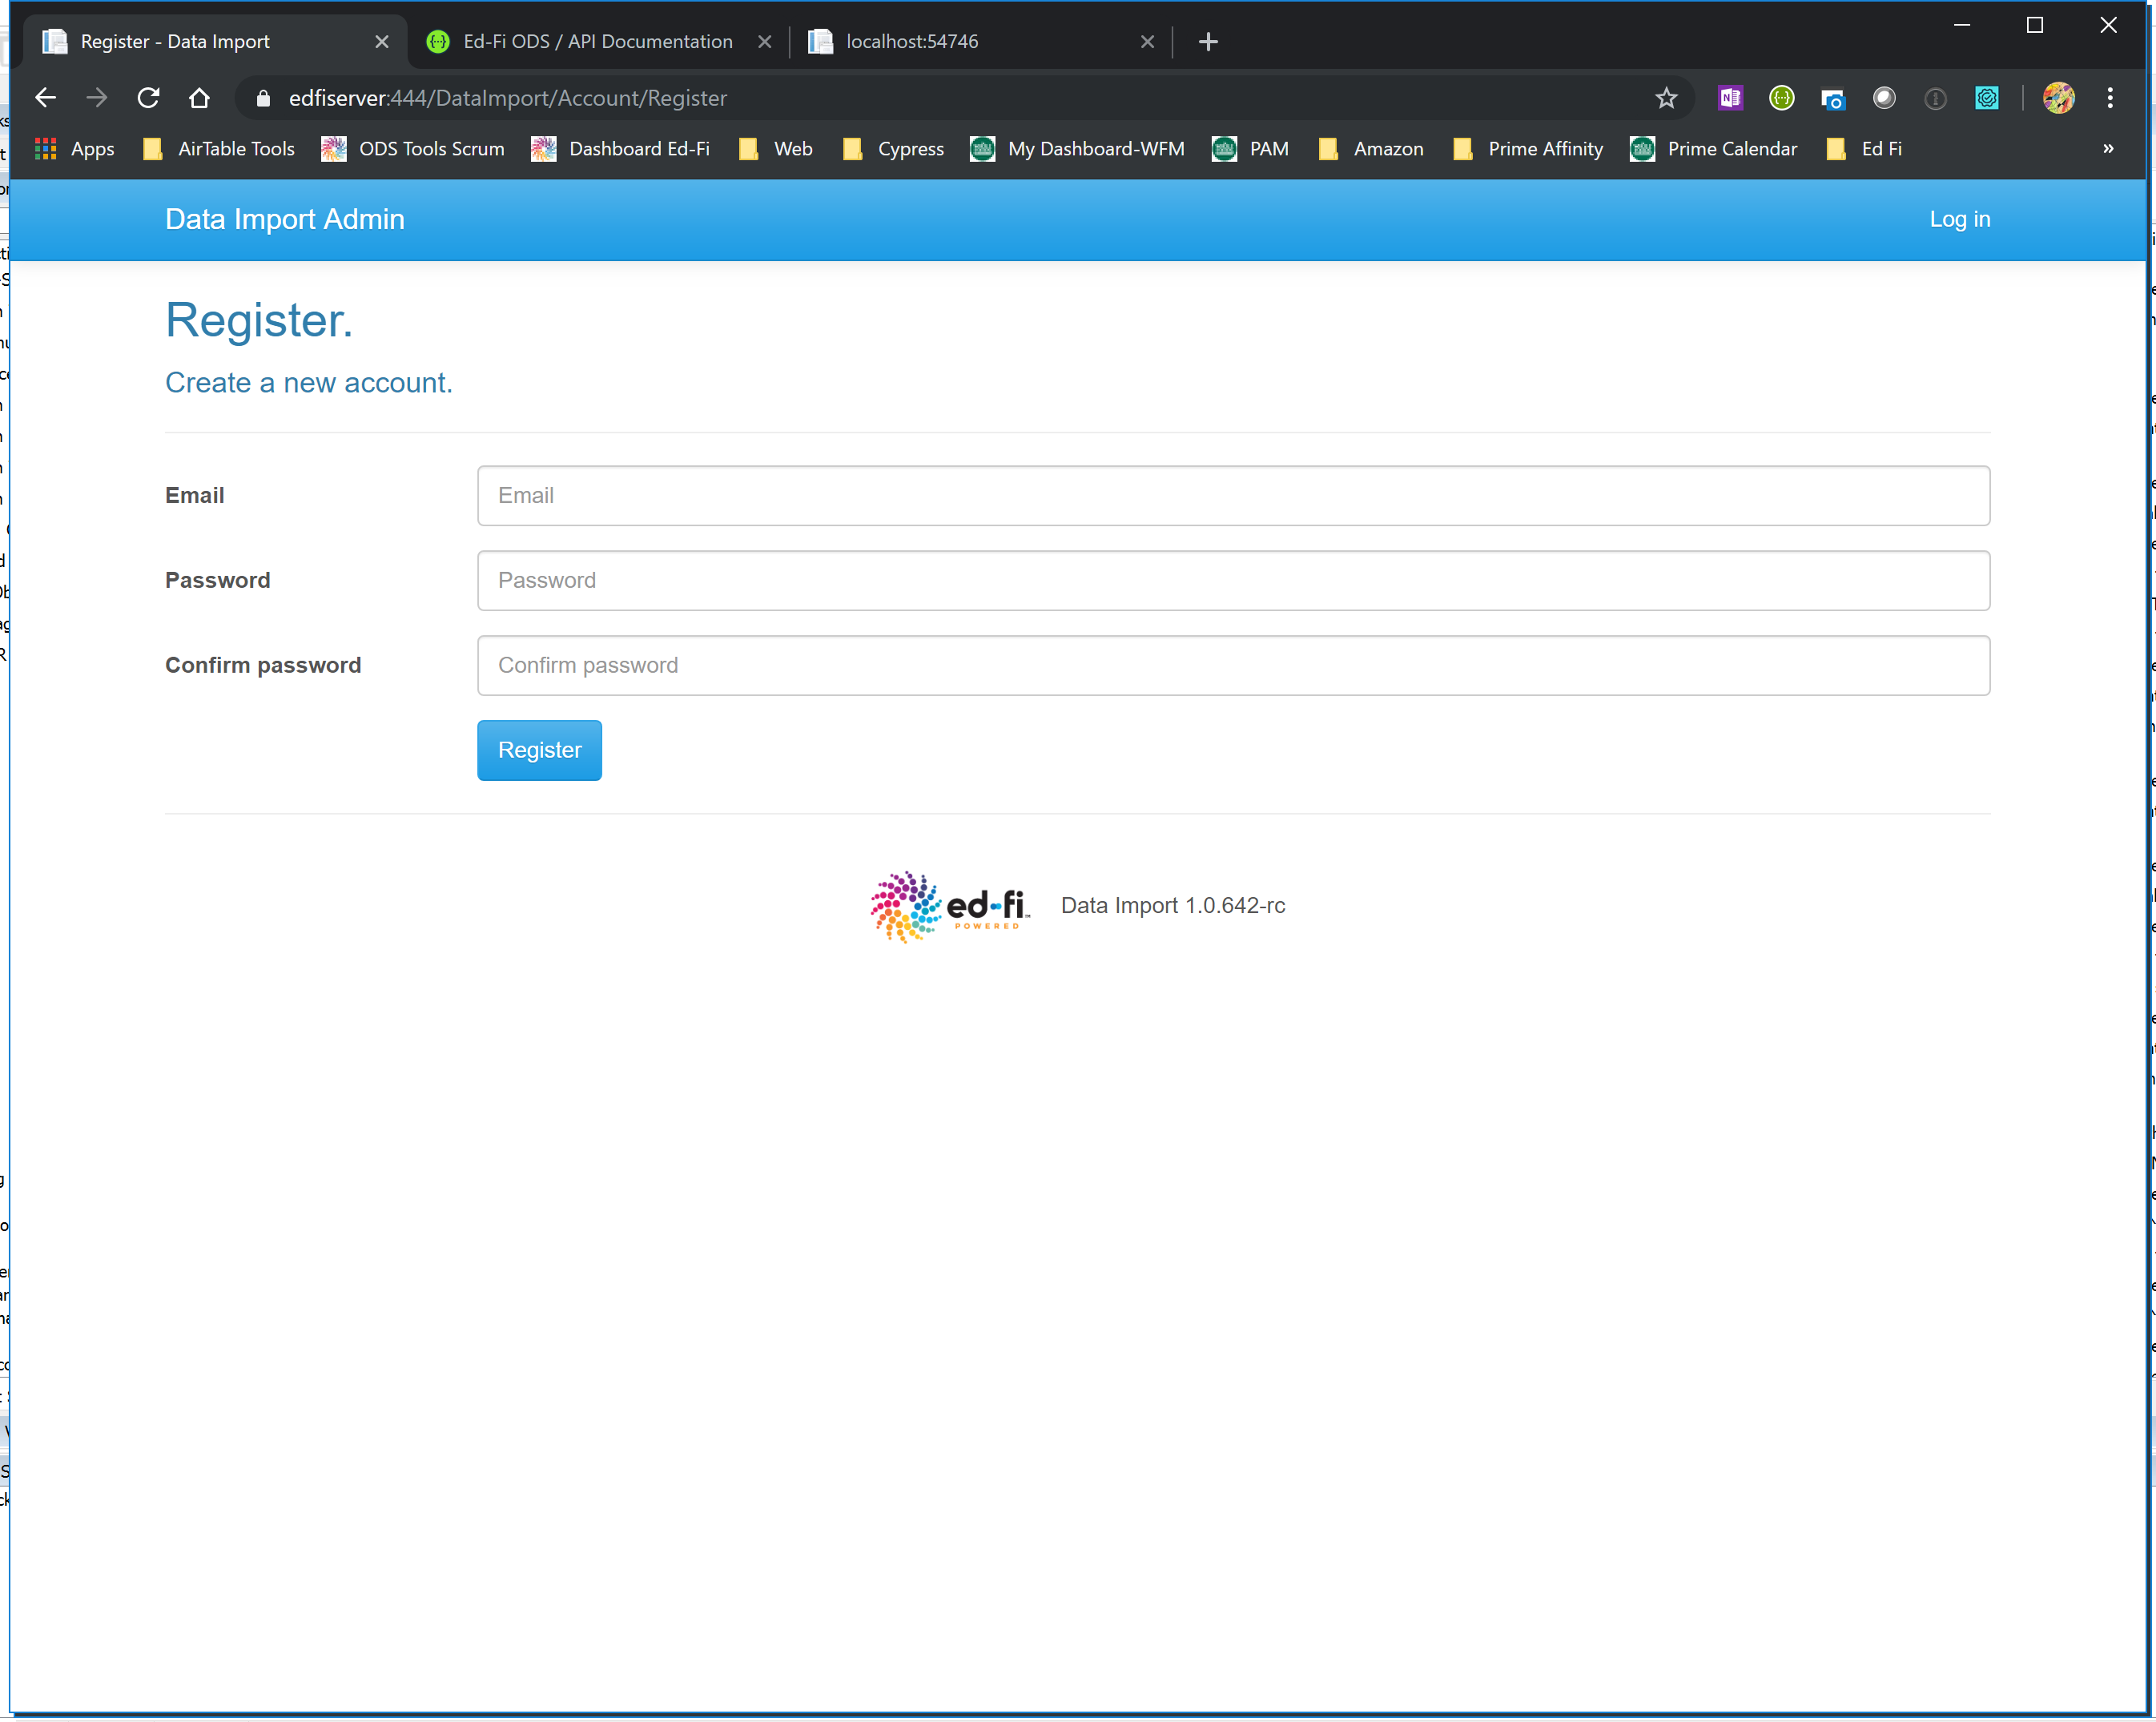 Register - Data Import
Ed-Fi ODS / API Documentation
localhost:54746
edfiserver:444/DataImport/Account/Register
Apps
AirTable Tools
ODS Tools Scrum
Dashboard Ed-Fi
Web
Cypress
My Dashboard-WFM
PAM
Amazon
Prime Affinity
Prime Calendar
Ed Fi
»
Data Import Admin
Log in
Register.
Create a new account.
Email
Email
Password
Password
Confirm password
Confirm password
Register
ed-fi
POWERED
Data Import 1.0.642-rc